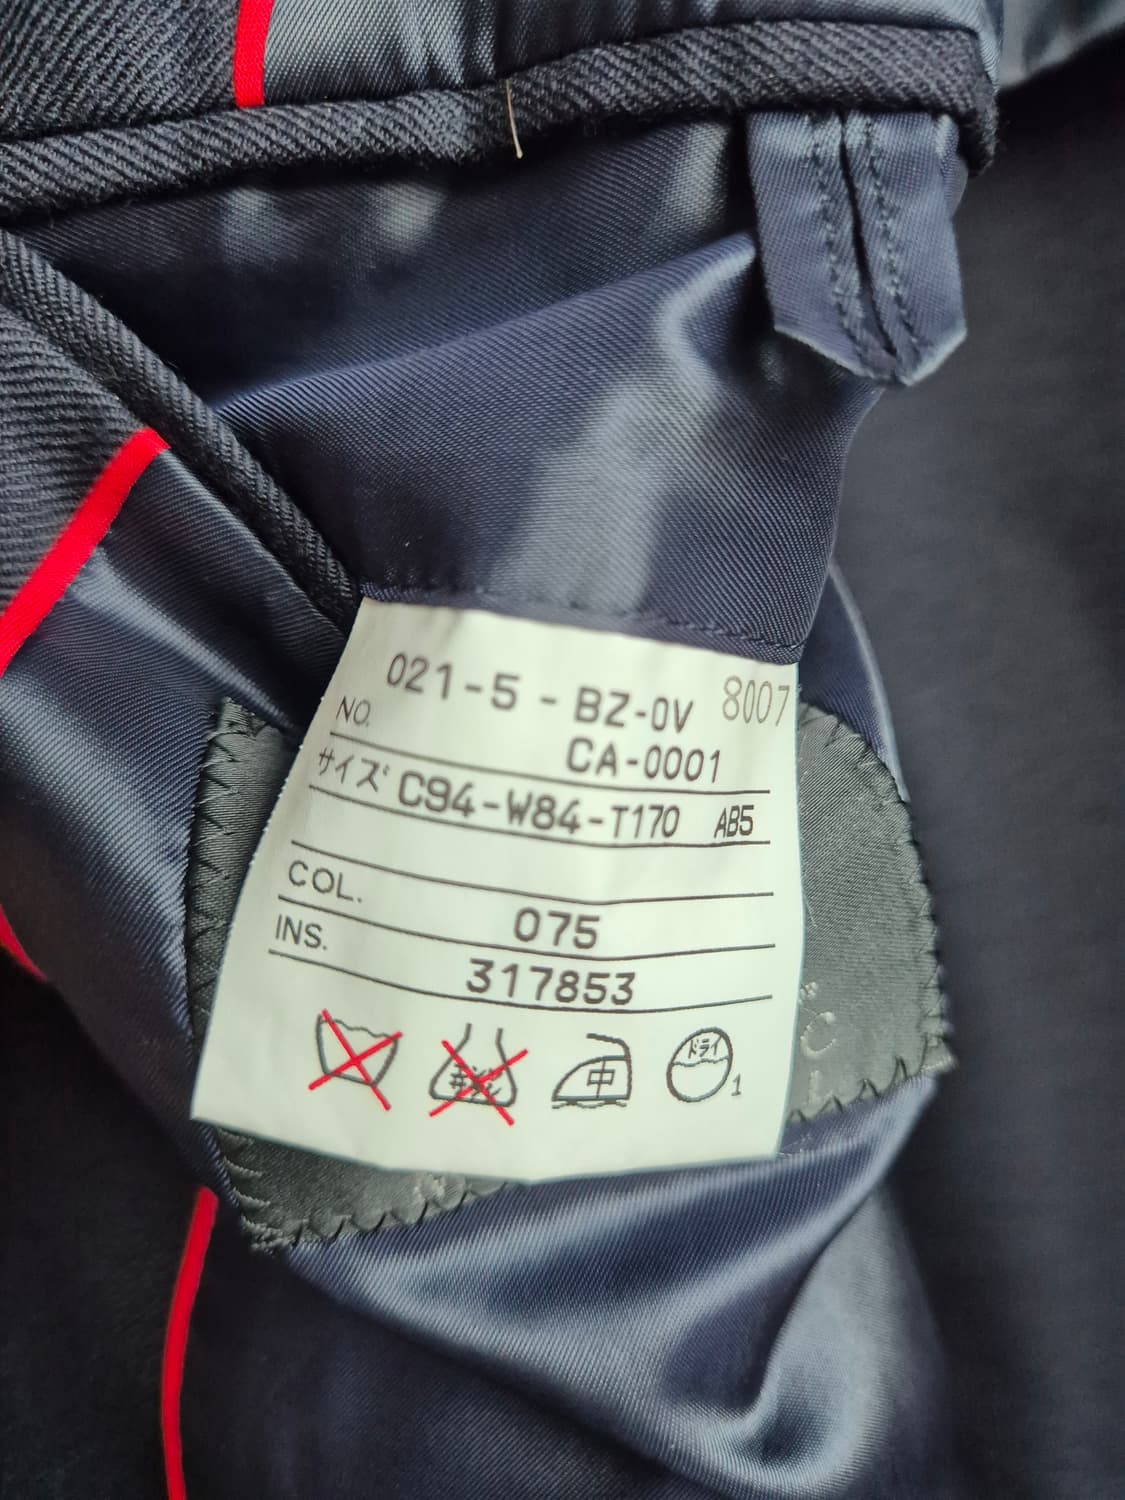 021-5-BZ-0V 8007
NO.
CA-0001
サイズ C94-W84-T170 AB5
COL.
075
INS.
317853
中
ドライ
1